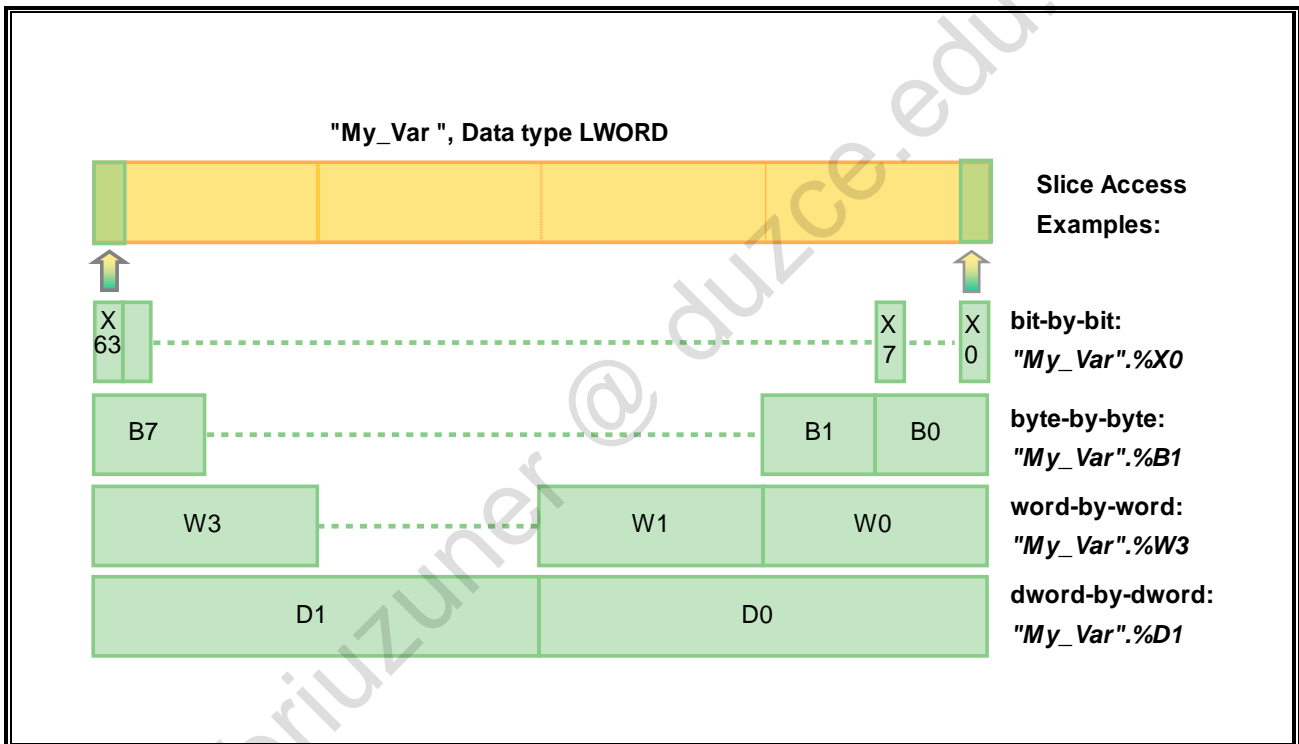 "My_Var ", Data type LWORD
Slice Access
Examples:
X
63
X
7
X
0
bit-by-bit:
"My_Var".%X0
B7
B1
B0
byte-by-byte:
"My_Var".%B1
W3
W1
W0
word-by-word:
"My_Var".%W3
D1
D0
dword-by-dword:
"My_Var".%D1
briuzuner @ duzce.edu.